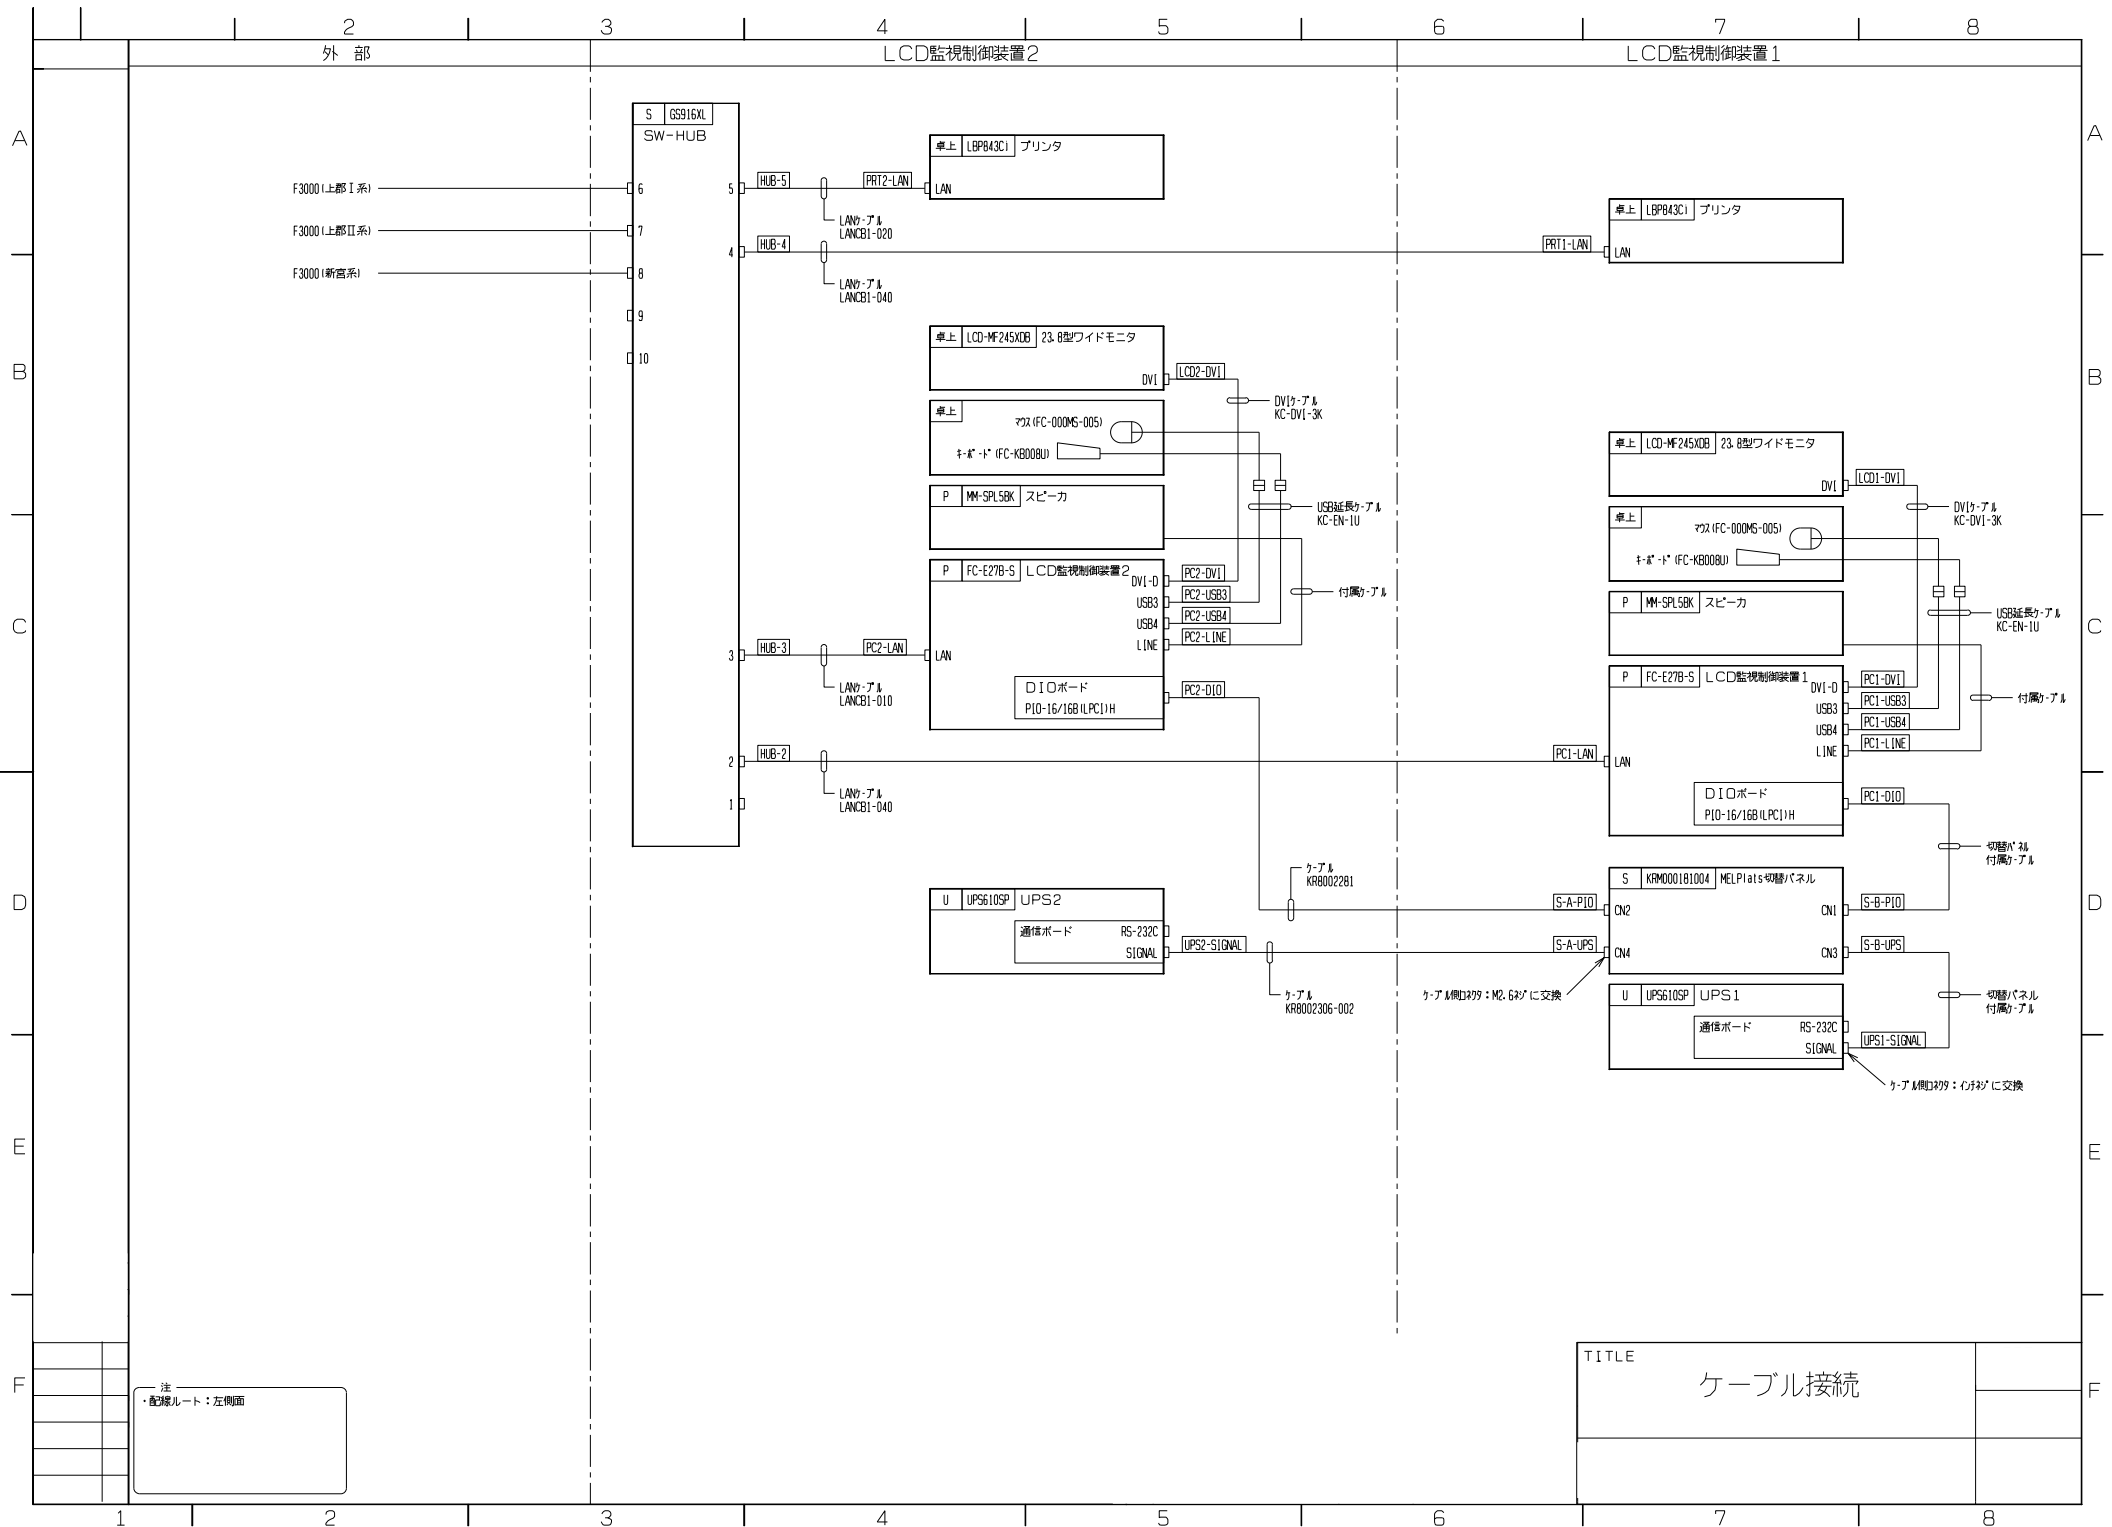 2 3 4 5 6 7 8
外 部
LCD監視制御装置2
LCD監視制御装置1
A
A
B
B
C
C
D
D
E
E
F
F
S GS916XL
SW-HUB
F3000(上郡Ⅰ系)
F3000(上郡Ⅱ系)
F3000(新宮系)
6
7
8
9
10
5
4
3
2
1
HUB-5
PRT2-LAN
LANｹｰﾌﾞﾙ
LANCB1-020
HUB-4
PRT1-LAN
LANｹｰﾌﾞﾙ
LANCB1-040
HUB-3
PC2-LAN
LANｹｰﾌﾞﾙ
LANCB1-010
HUB-2
PC1-LAN
LANｹｰﾌﾞﾙ
LANCB1-040
卓上 LBP843Ci プリンタ
LAN
卓上 LCD-MF245XDB 23.8型ワイドモニタ
DVI
LCD2-DVI
DVIｹｰﾌﾞﾙ
KC-DVI-3K
卓上
ﾏｳｽ(FC-000MS-005)
ｷｰﾎﾞｰﾄﾞ(FC-KB008U)
P MM-SPL5BK スピーカ
USB延長ｹｰﾌﾞﾙ
KC-EN-1U
P FC-E27B-S LCD監視制御装置2
DVI-D
USB3
USB4
LINE
LAN
PC2-DVI
PC2-USB3
PC2-USB4
PC2-LINE
付属ｹｰﾌﾞﾙ
DIOボード
PIO-16/16B(LPCI)H
PC2-DIO
ｹｰﾌﾞﾙ
KR8002281
U UPS610SP UPS2
通信ボード
RS-232C
SIGNAL
UPS2-SIGNAL
ｹｰﾌﾞﾙ
KR8002306-002
卓上 LBP843Ci プリンタ
LAN
卓上 LCD-MF245XDB 23.8型ワイドモニタ
DVI
LCD1-DVI
DVIｹｰﾌﾞﾙ
KC-DVI-3K
卓上
ﾏｳｽ(FC-000MS-005)
ｷｰﾎﾞｰﾄﾞ(FC-KB008U)
P MM-SPL5BK スピーカ
USB延長ｹｰﾌﾞﾙ
KC-EN-1U
P FC-E27B-S LCD監視制御装置1
DVI-D
USB3
USB4
LINE
LAN
PC1-DVI
PC1-USB3
PC1-USB4
PC1-LINE
付属ｹｰﾌﾞﾙ
DIOボード
PIO-16/16B(LPCI)H
PC1-DIO
切替ﾊﾟﾈﾙ
付属ｹｰﾌﾞﾙ
S KRM000181004 MELPlats切替パネル
S-A-PIO
CN2
CN1
S-B-PIO
S-A-UPS
CN4
CN3
S-B-UPS
ｹｰﾌﾞﾙ側ｺﾈｸﾀ：M2.6ﾈｼﾞに交換
切替パネル
付属ｹｰﾌﾞﾙ
U UPS610SP UPS1
通信ボード
RS-232C
SIGNAL
UPS1-SIGNAL
ｹｰﾌﾞﾙ側ｺﾈｸﾀ：ｲﾝﾁﾈｼﾞに交換
注
・配線ルート：左側面
TITLE
ケーブル接続
1 2 3 4 5 6 7 8